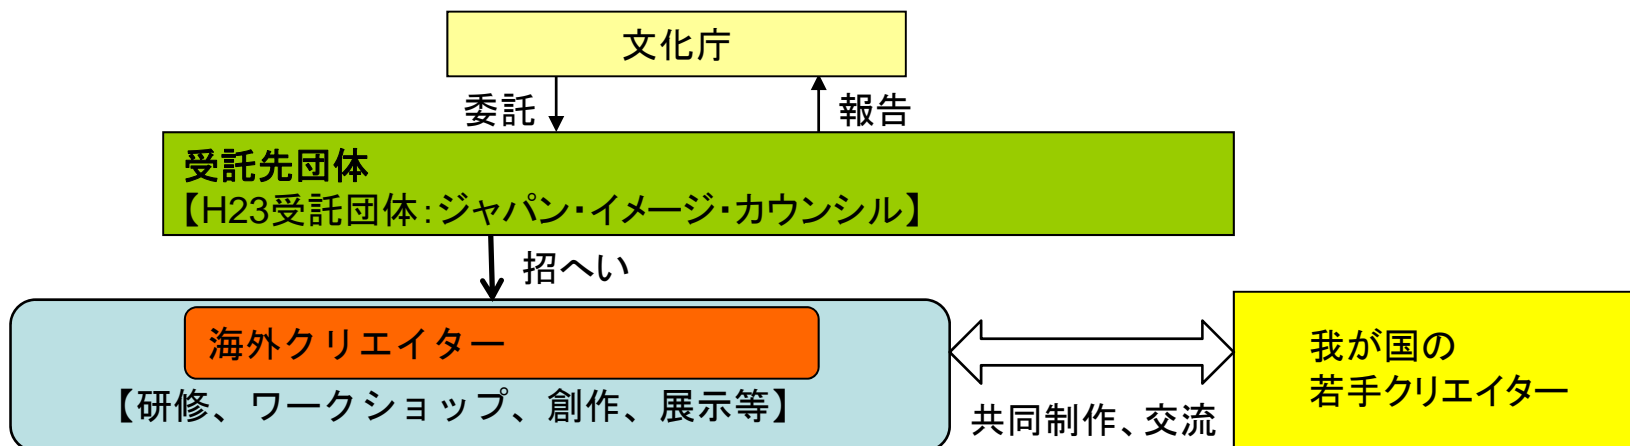 文化庁
委託
報告
受託先団体
【H23受託団体：ジャパン・イメージ・カウンシル】
招へい
海外クリエイター
【研修、ワークショップ、創作、展示等】
共同制作、交流
我が国の
若手クリエイター